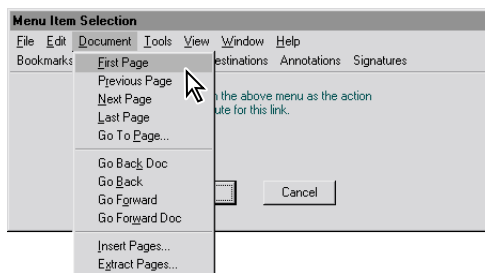 Menu Item Selection
File Edit Document Tools View Window Help
Bookmarks estinations Annotations Signatures
First Page
Previous Page
Next Page
Last Page
Go To Page...
n the above menu as the action
ute for this link.
Go Back Doc
Go Back
Go Forward
Go Forward Doc
Cancel
Insert Pages...
Extract Pages...